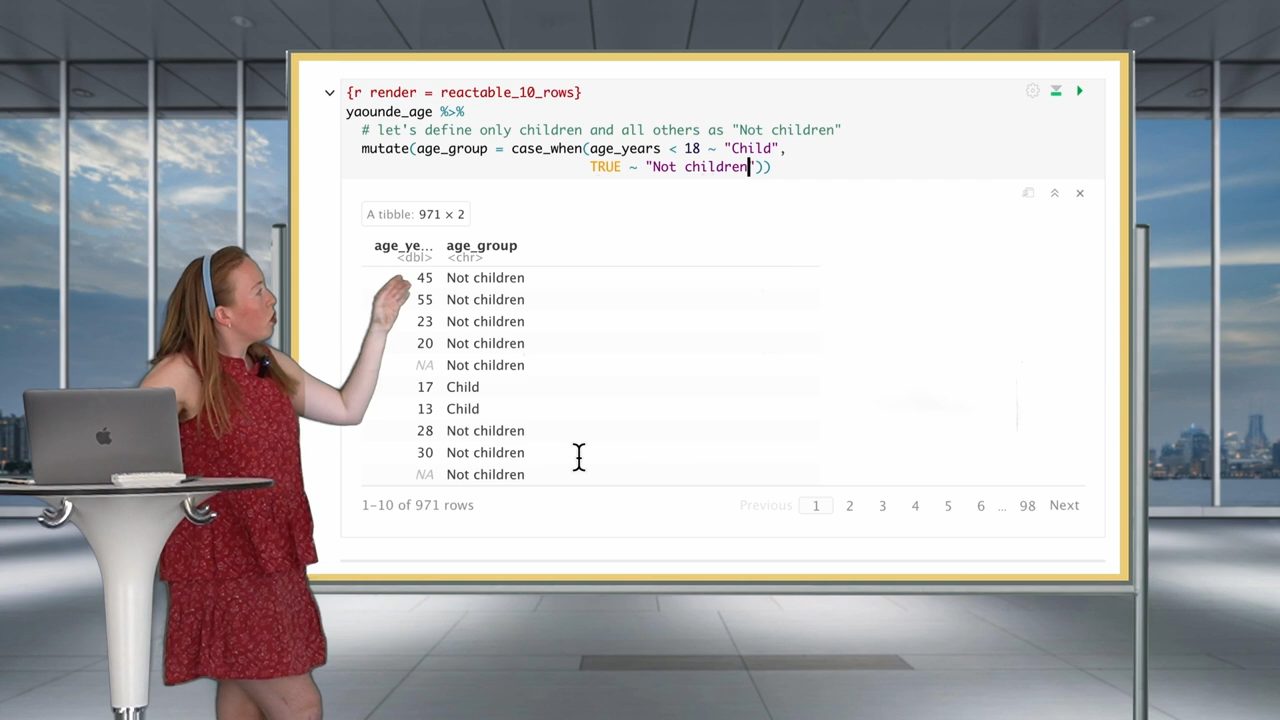 {r render = reactable_10_rows}
yaounde_age %>%
# let's define only children and all others as "Not children"
mutate(age_group = case_when(age_years < 18 ~ "Child",
TRUE ~ "Not children"))
A tibble: 971 × 2
age_ye... age_group
<dbl> <chr>
45 Not children
55 Not children
23 Not children
20 Not children
NA Not children
17 Child
13 Child
28 Not children
30 Not children
NA Not children
1–10 of 971 rows Previous 1 2 3 4 5 6 ... 98 Next